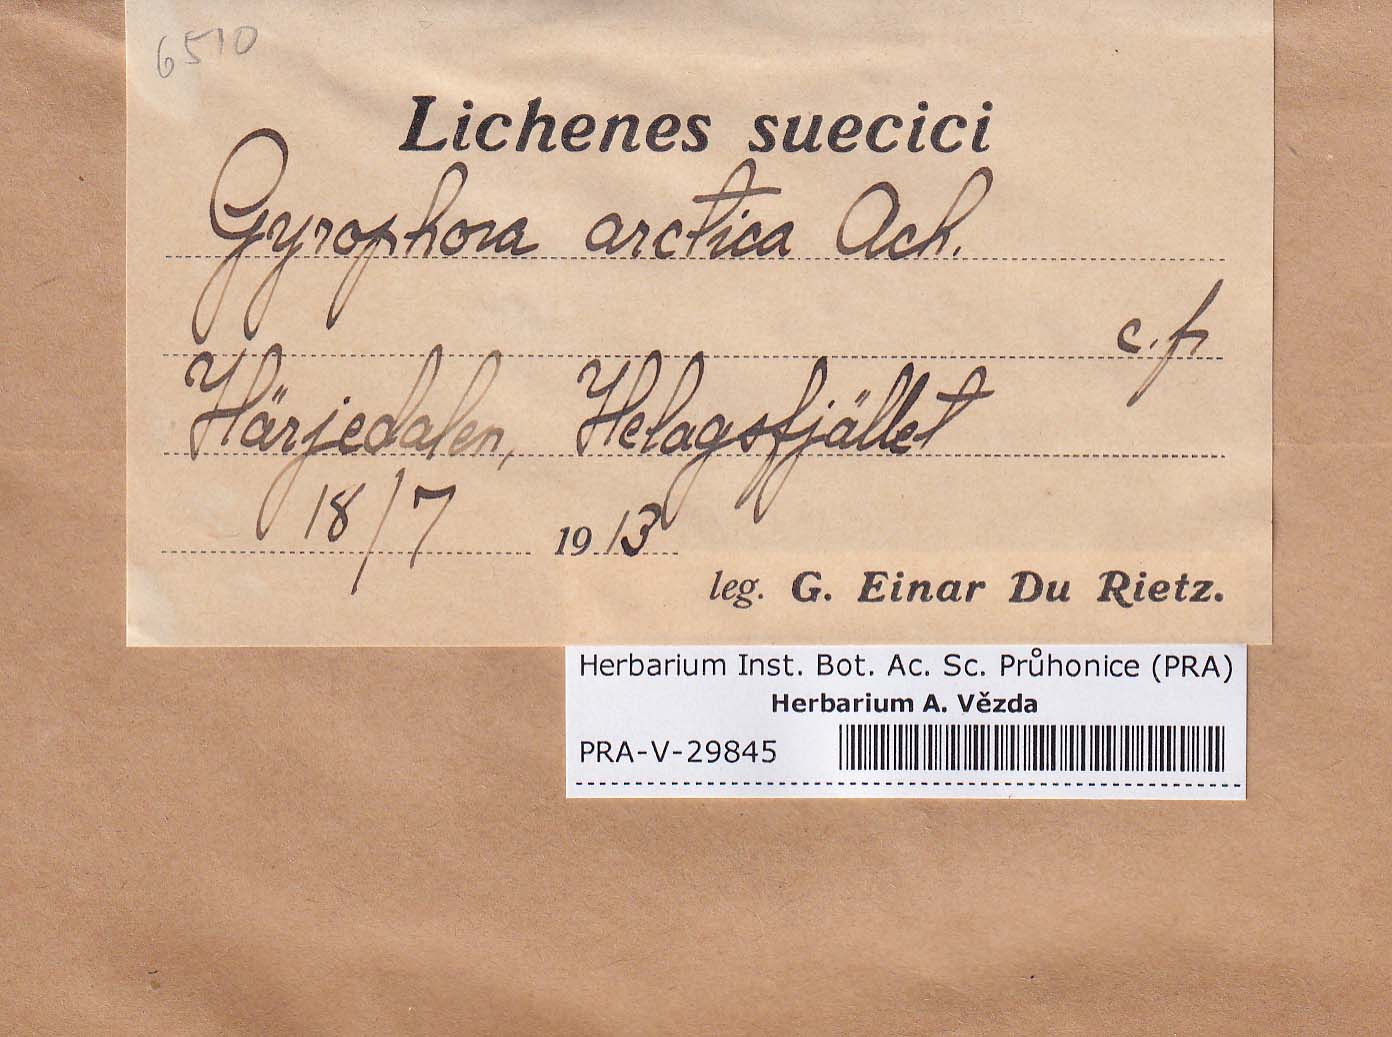 6510
Lichenes suecici
Gyrophora arctica Ach.
c. fr
Härjedalen, Helagsfjället
18/7 1913
leg. G. Einar Du Rietz.
Herbarium Inst. Bot. Ac. Sc. Průhonice (PRA)
Herbarium A. Vězda
PRA-V-29845